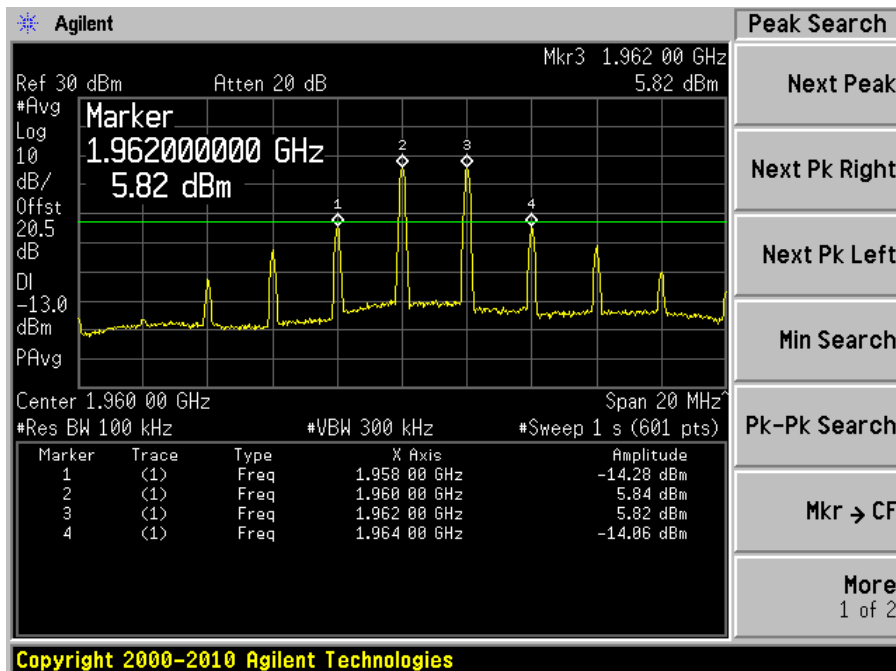 Agilent
Peak Search
Mkr3 1.962 00 GHz
Ref 30 dBm Atten 20 dB 5.82 dBm
#Avg
Log
10
dB/
Offst
20.5
dB
DI
-13.0
dBm
PAvg
Marker
1.962000000 GHz
5.82 dBm
1
2
3
4
Center 1.960 00 GHz Span 20 MHz^
#Res BW 100 kHz #VBW 300 kHz #Sweep 1 s (601 pts)
Marker Trace Type X Axis Amplitude
1 (1) Freq 1.958 00 GHz -14.28 dBm
2 (1) Freq 1.960 00 GHz 5.84 dBm
3 (1) Freq 1.962 00 GHz 5.82 dBm
4 (1) Freq 1.964 00 GHz -14.06 dBm
Next Peak
Next Pk Right
Next Pk Left
Min Search
Pk-Pk Search
Mkr → CF
More
1 of 2
Copyright 2000-2010 Agilent Technologies